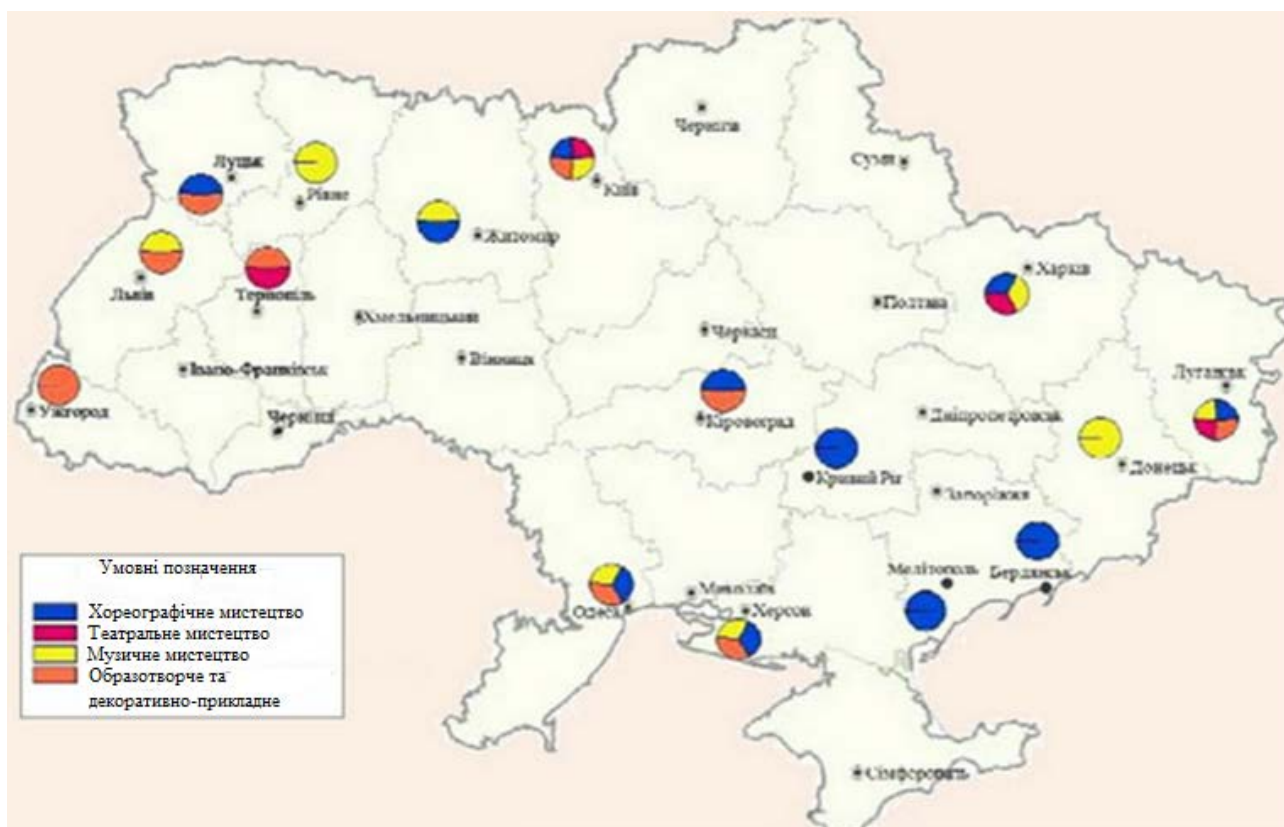 Чернігів
Суми
Луцьк
Рівне
Київ
Житомир
Харків
Львів
Тернопіль
Хмельницький
Полтава
Черкаси
Вінниця
Івано-Франківськ
Луганськ
Ужгород
Чернівці
Кіровоград
Дніпропетровськ
Донецьк
Кривий Ріг
Запоріжжя
Умовні позначення
Хореографічне мистецтво
Театральне мистецтво
Музичне мистецтво
Образотворче та
декоративно-прикладне
Мелітополь
Бердянськ
Миколаїв
Одеса
Херсон
Сімферополь